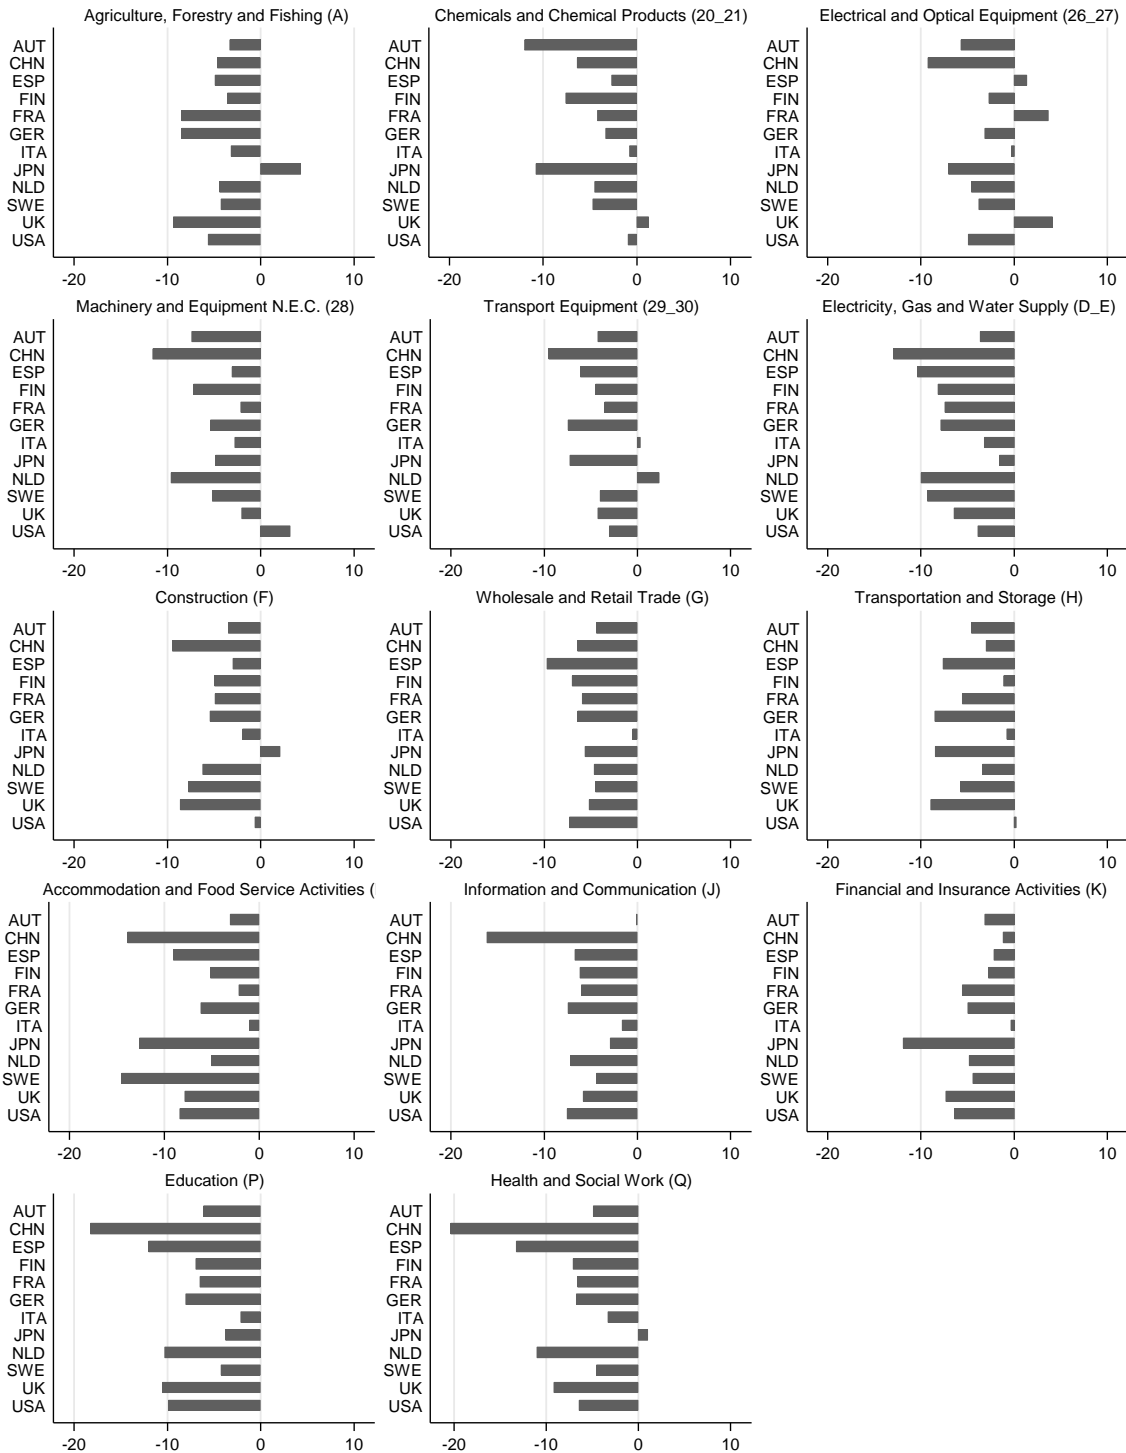 Agriculture, Forestry and Fishing (A)
AUT
CHN
ESP
FIN
FRA
GER
ITA
JPN
NLD
SWE
UK
USA
-20 -10 0 10
Chemicals and Chemical Products (20_21)
AUT
CHN
ESP
FIN
FRA
GER
ITA
JPN
NLD
SWE
UK
USA
-20 -10 0 10
Electrical and Optical Equipment (26_27)
AUT
CHN
ESP
FIN
FRA
GER
ITA
JPN
NLD
SWE
UK
USA
-20 -10 0 10
Machinery and Equipment N.E.C. (28)
AUT
CHN
ESP
FIN
FRA
GER
ITA
JPN
NLD
SWE
UK
USA
-20 -10 0 10
Transport Equipment (29_30)
AUT
CHN
ESP
FIN
FRA
GER
ITA
JPN
NLD
SWE
UK
USA
-20 -10 0 10
Electricity, Gas and Water Supply (D_E)
AUT
CHN
ESP
FIN
FRA
GER
ITA
JPN
NLD
SWE
UK
USA
-20 -10 0 10
Construction (F)
AUT
CHN
ESP
FIN
FRA
GER
ITA
JPN
NLD
SWE
UK
USA
-20 -10 0 10
Wholesale and Retail Trade (G)
AUT
CHN
ESP
FIN
FRA
GER
ITA
JPN
NLD
SWE
UK
USA
-20 -10 0 10
Transportation and Storage (H)
AUT
CHN
ESP
FIN
FRA
GER
ITA
JPN
NLD
SWE
UK
USA
-20 -10 0 10
Accommodation and Food Service Activities (
AUT
CHN
ESP
FIN
FRA
GER
ITA
JPN
NLD
SWE
UK
USA
-20 -10 0 10
Information and Communication (J)
AUT
CHN
ESP
FIN
FRA
GER
ITA
JPN
NLD
SWE
UK
USA
-20 -10 0 10
Financial and Insurance Activities (K)
AUT
CHN
ESP
FIN
FRA
GER
ITA
JPN
NLD
SWE
UK
USA
-20 -10 0 10
Education (P)
AUT
CHN
ESP
FIN
FRA
GER
ITA
JPN
NLD
SWE
UK
USA
-20 -10 0 10
Health and Social Work (Q)
AUT
CHN
ESP
FIN
FRA
GER
ITA
JPN
NLD
SWE
UK
USA
-20 -10 0 10